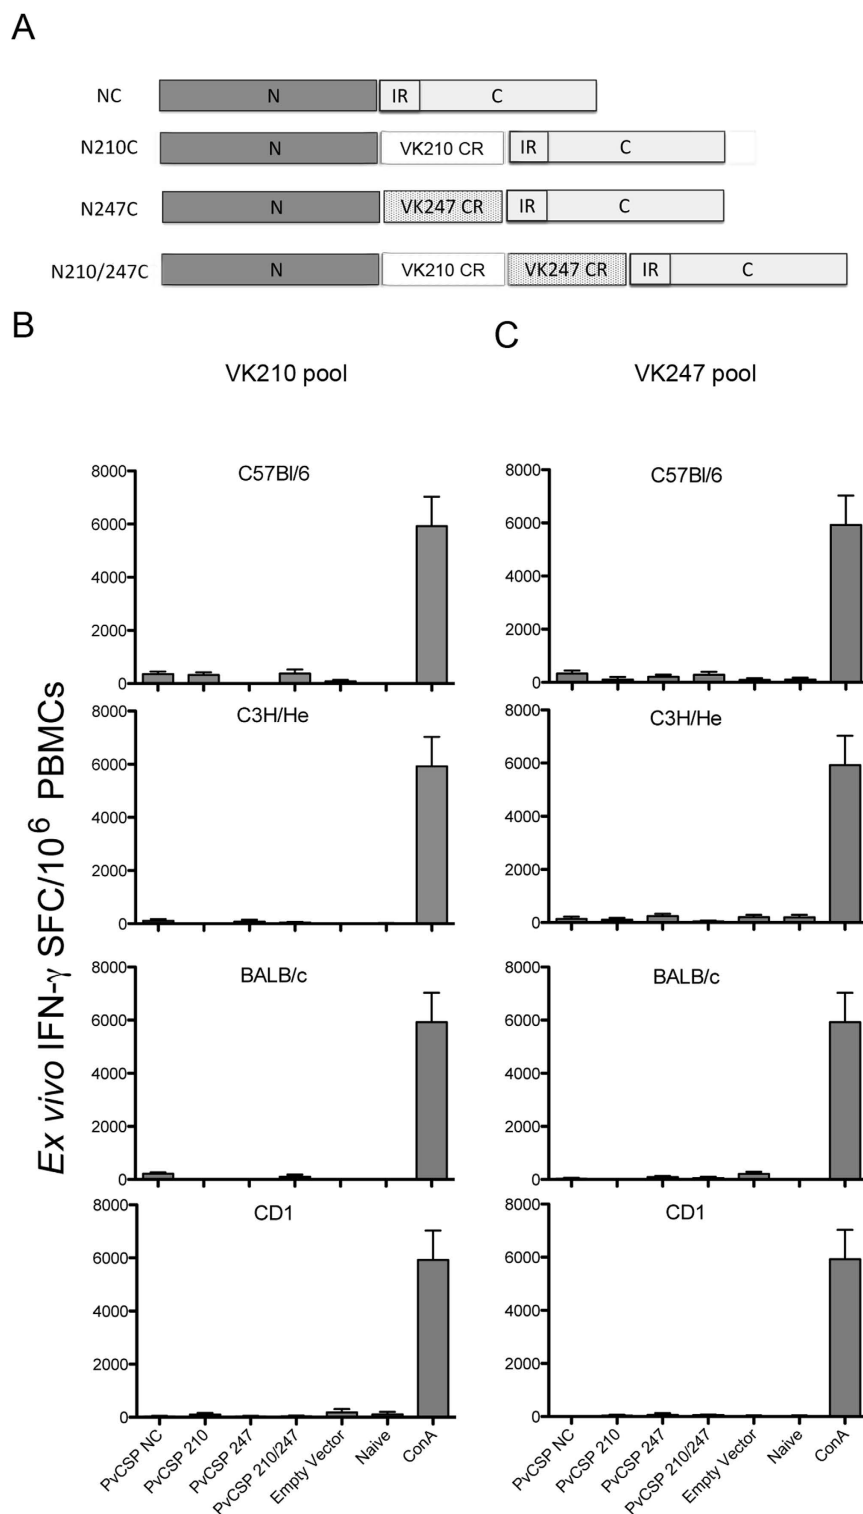 A
NC N IR C
N210C N VK210 CR IR C
N247C N VK247 CR IR C
N210/247C N VK210 CR VK247 CR IR C
B
VK210 pool
C
VK247 pool
Ex vivo IFN-γ SFC/10⁶ PBMCs
C57Bl/6
8000
6000
4000
2000
0
C57Bl/6
8000
6000
4000
2000
0
C3H/He
8000
6000
4000
2000
0
C3H/He
8000
6000
4000
2000
0
BALB/c
8000
6000
4000
2000
0
BALB/c
8000
6000
4000
2000
0
CD1
8000
6000
4000
2000
0
PvCSP NC
PvCSP 210
PvCSP 247
PvCSP 210/247
Empty Vector
Naive
ConA
CD1
8000
6000
4000
2000
0
PvCSP NC
PvCSP 210
PvCSP 247
PvCSP 210/247
Empty Vector
Naive
ConA